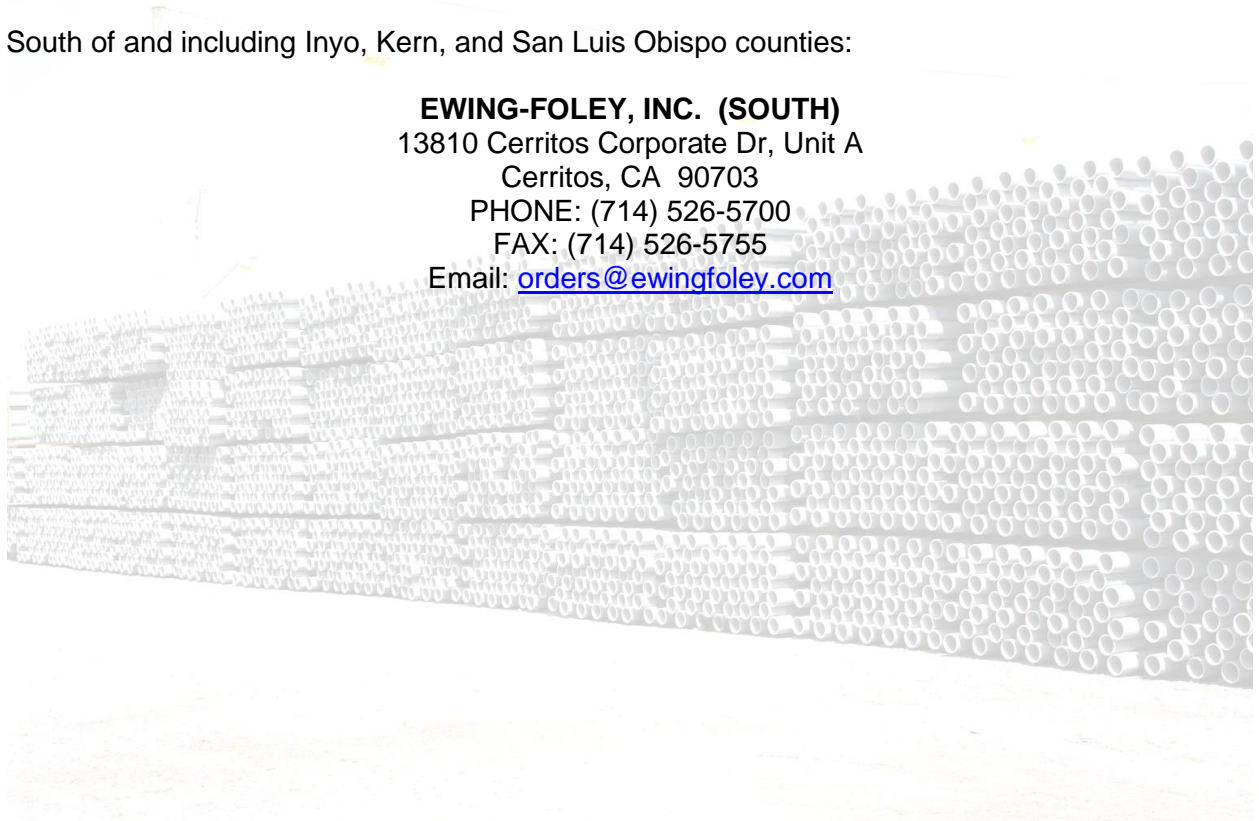 South of and including Inyo, Kern, and San Luis Obispo counties:
EWING-FOLEY, INC.  (SOUTH)
13810 Cerritos Corporate Dr, Unit A
Cerritos, CA  90703
PHONE: (714) 526-5700
FAX: (714) 526-5755
Email: orders@ewingfoley.com